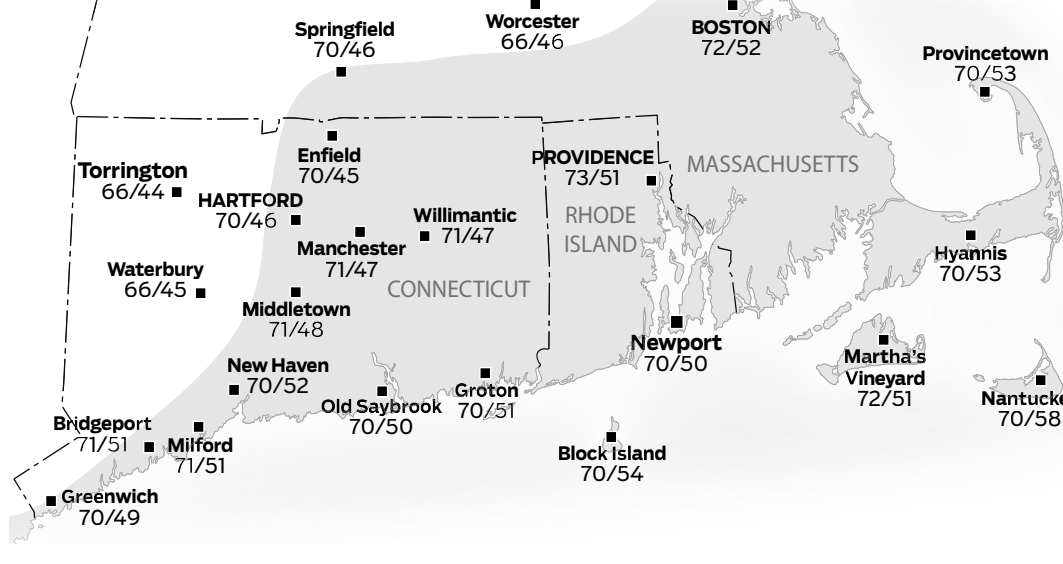 Springfield
70/46
Worcester
66/46
BOSTON
72/52
Provincetown
70/53
Enfield
70/45
Torrington
66/44
HARTFORD
70/46
Willimantic
71/47
Manchester
71/47
PROVIDENCE
73/51
MASSACHUSETTS
RHODE
ISLAND
Hyannis
70/53
Waterbury
66/45
CONNECTICUT
Middletown
71/48
Newport
70/50
Martha's
Vineyard
72/51
New Haven
70/52
Old Saybrook
70/50
Groton
70/51
Nantucke
70/58
Bridgeport
71/51
Milford
71/51
Block Island
70/54
Greenwich
70/49